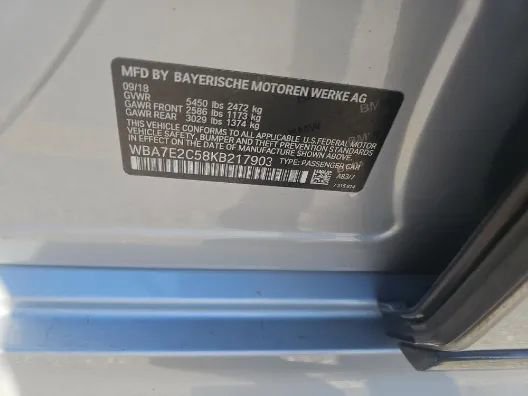 MFD BY BAYERISCHE MOTOREN WERKE AG
09/18
GVWR 5450 lbs 2472 kg
GAWR FRONT 2586 lbs 1173 kg
GAWR REAR 3029 lbs 1374 kg
THIS VEHICLE CONFORMS TO ALL APPLICABLE U.S.FEDERAL MOTOR
VEHICLE SAFETY, BUMPER AND THEFT PREVENTION STANDARDS
IN EFFECT ON THE DATE OF MANUFACTURE SHOWN ABOVE.
WBA7E2C58KB217903 TYPE: PASSENGER CAR
A83/7